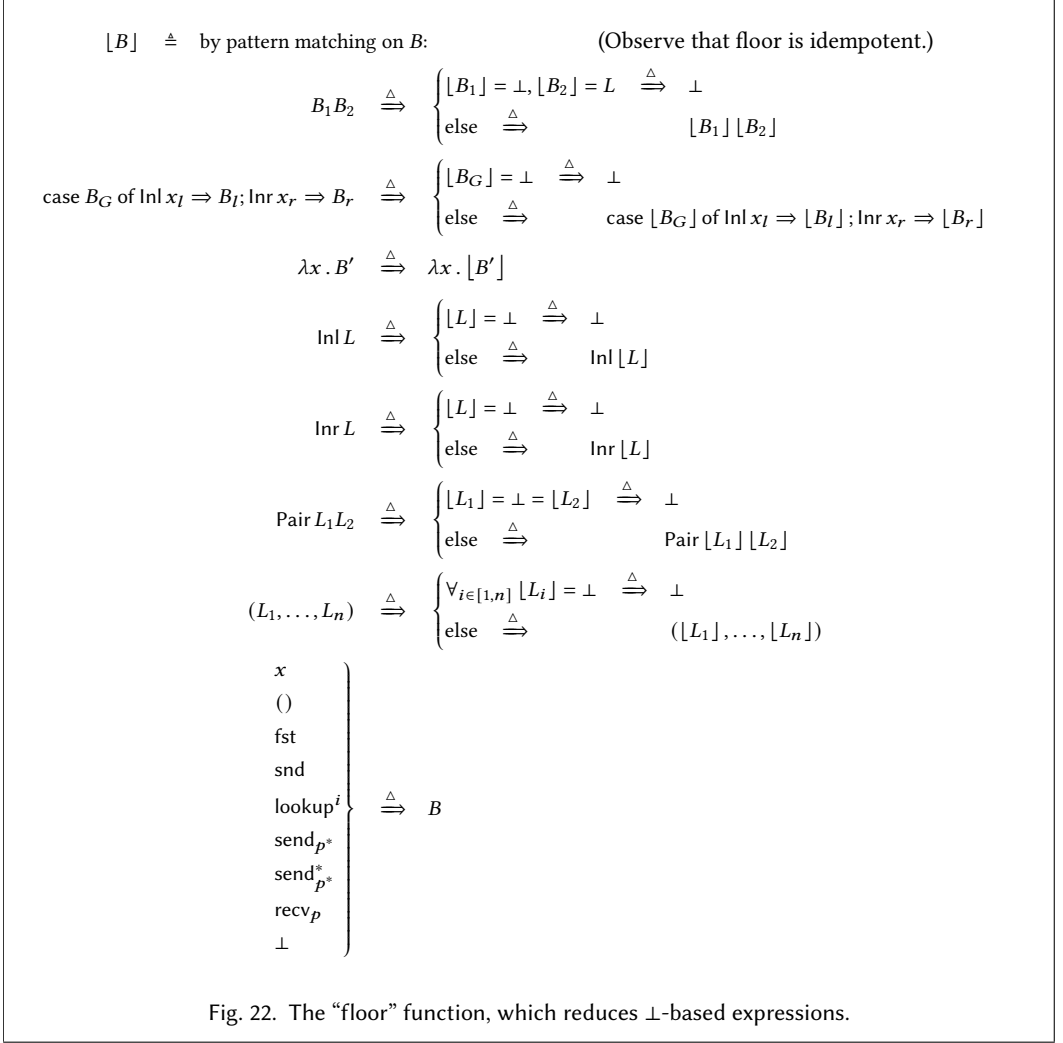 ⌊B⌋ ≜ by pattern matching on B: (Observe that floor is idempotent.)
B₁B₂ ≜⇒ { ⌊B₁⌋ = ⊥, ⌊B₂⌋ = L ≜⇒ ⊥
else ≜⇒ ⌊B₁⌋ ⌊B₂⌋
case B_G of Inl x_l ⇒ B_l; Inr x_r ⇒ B_r △⇒ { ⌊B_G⌋ = ⊥ △⇒ ⊥
else △⇒ case ⌊B_G⌋ of Inl x_l ⇒ ⌊B_l⌋ ; Inr x_r ⇒ ⌊B_r⌋
λx . B′ △⇒ λx . ⌊B′⌋
Inl L △⇒ { ⌊L⌋ = ⊥ △⇒ ⊥
else △⇒ Inl ⌊L⌋
Inr L △⇒ { ⌊L⌋ = ⊥ △⇒ ⊥
else △⇒ Inr ⌊L⌋
Pair L₁L₂ △⇒ { ⌊L₁⌋ = ⊥ = ⌊L₂⌋ △⇒ ⊥
else △⇒ Pair ⌊L₁⌋ ⌊L₂⌋
(L₁, . . . , Lₙ) △⇒ { ∀_{i∈[1,n]} ⌊L_i⌋ = ⊥ △⇒ ⊥
else △⇒ (⌊L₁⌋ , . . . , ⌊Lₙ⌋)
x
()
fst
snd
lookup^i } △⇒ B
send_{p*}
send*_{p*}
recv_p
⊥
Fig. 22. The “floor” function, which reduces ⊥-based expressions.